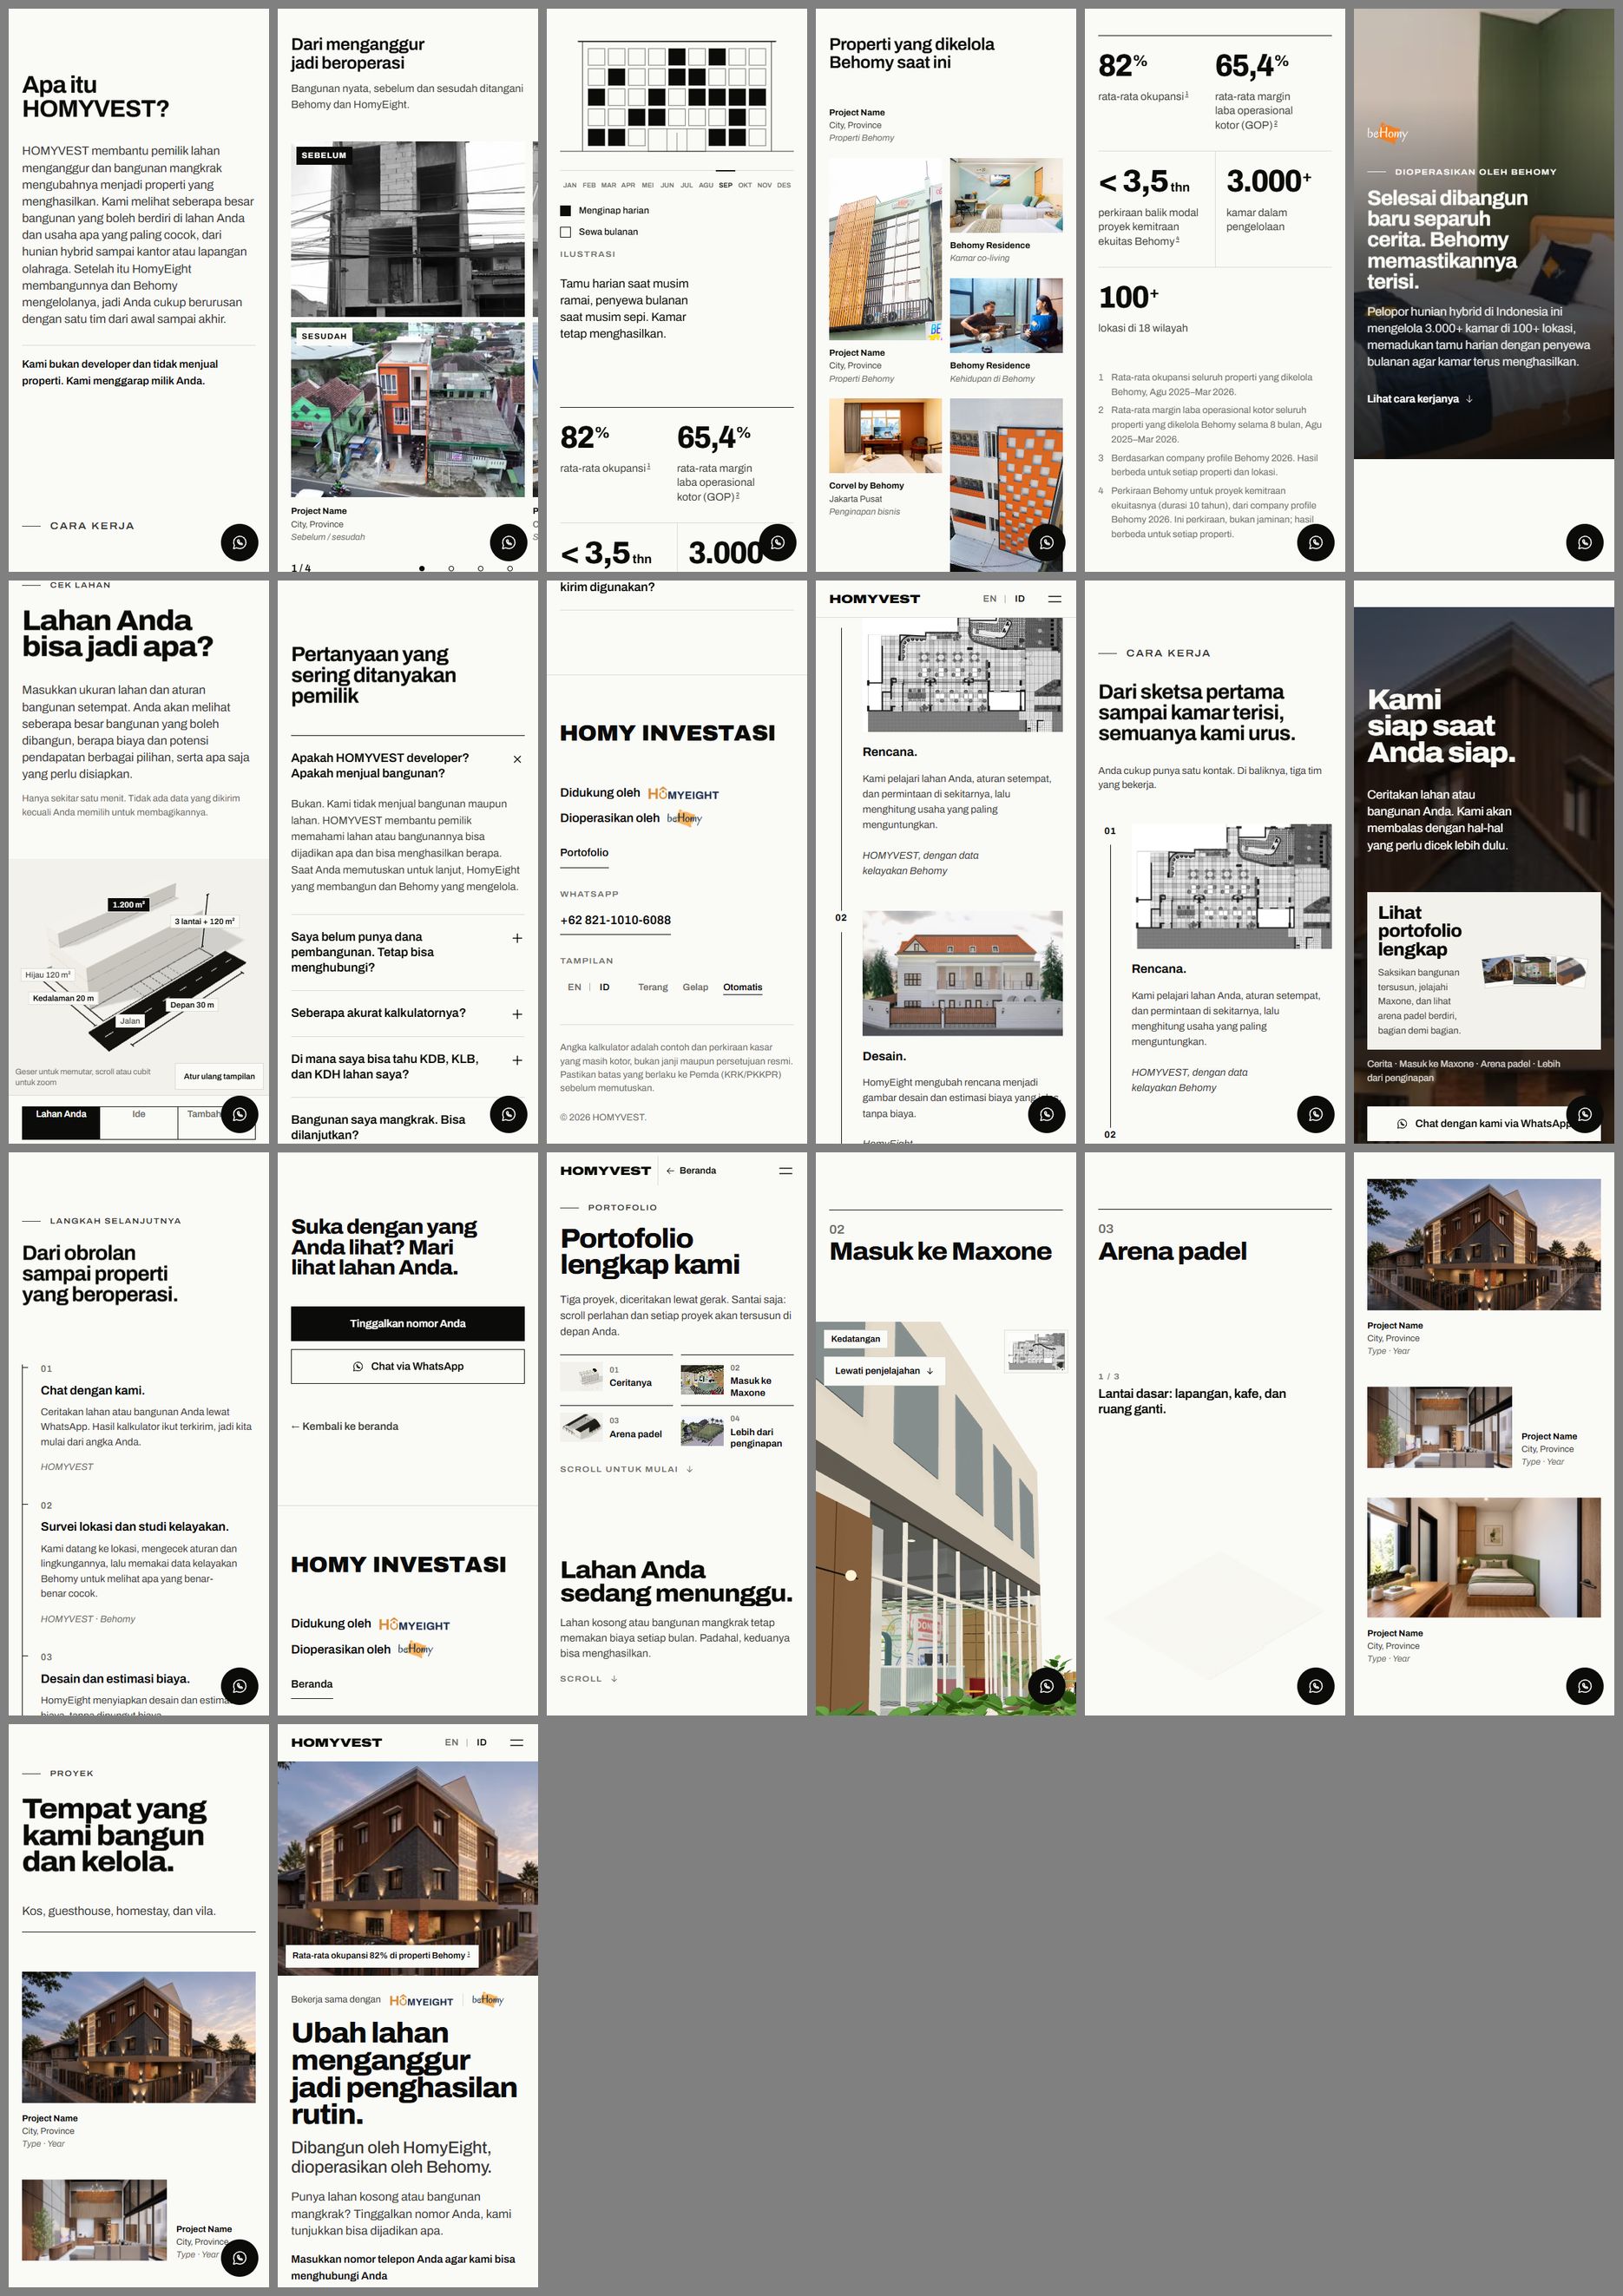 Apa itu
HOMYVEST?
HOMYVEST membantu pemilik lahan
menganggur dan bangunan mangkrak
mengubahnya menjadi properti yang
menghasilkan. Kami melihat seberapa besar
bangunan yang boleh berdiri di lahan Anda
dan usaha apa yang paling cocok, dari
hunian hybrid sampai kantor atau lapangan
olahraga. Setelah itu HomyEight
membangunnya dan Behomy
mengelolanya, jadi Anda cukup berurusan
dengan satu tim dari awal sampai akhir.
Kami bukan developer dan tidak menjual
properti. Kami menggarap milik Anda.
CARA KERJA
Dari menganggur
jadi beroperasi
Bangunan nyata, sebelum dan sesudah ditangani
Behomy dan HomyEight.
SEBELUM
SESUDAH
Project Name
City, Province
Sebelum / sesudah
1 / 4
JAN FEB MAR APR MEI JUN JUL AGU SEP OKT NOV DES
Menginap harian
Sewa bulanan
ILUSTRASI
Tamu harian saat musim
ramai, penyewa bulanan
saat musim sepi. Kamar
tetap menghasilkan.
82%
rata-rata okupansi 1
65,4%
rata-rata margin
laba operasional
kotor (GOP) 2
< 3,5 thn
3.000
Properti yang dikelola
Behomy saat ini
Project Name
City, Province
Properti Behomy
Behomy Residence
Kamar co-living
Project Name
City, Province
Properti Behomy
Behomy Residence
Kehidupan di Behomy
Corvel by Behomy
Jakarta Pusat
Penginapan bisnis
82%
rata-rata okupansi 1
65,4%
rata-rata margin
laba operasional
kotor (GOP) 2
< 3,5 thn
perkiraan balik modal
proyek kemitraan
ekuitas Behomy 4
3.000+
kamar dalam
pengelolaan
100+
lokasi di 18 wilayah
1 Rata-rata okupansi seluruh properti yang dikelola
Behomy, Agu 2025–Mar 2026.
2 Rata-rata margin laba operasional kotor seluruh
properti yang dikelola Behomy selama 8 bulan, Agu
2025–Mar 2026.
3 Berdasarkan company profile Behomy 2026. Hasil
berbeda untuk setiap properti dan lokasi.
4 Perkiraan Behomy untuk proyek kemitraan
ekuitasnya (durasi 10 tahun), dari company profile
Behomy 2026. Ini perkiraan, bukan jaminan; hasil
berbeda untuk setiap properti.
beHomy
DIOPERASIKAN OLEH BEHOMY
Selesai dibangun
baru separuh
cerita. Behomy
memastikannya
terisi.
Pelopor hunian hybrid di Indonesia ini
mengelola 3.000+ kamar di 100+ lokasi,
memadukan tamu harian dengan penyewa
bulanan agar kamar terus menghasilkan.
Lihat cara kerjanya ↓
CEK LAHAN
Lahan Anda
bisa jadi apa?
Masukkan ukuran lahan dan aturan
bangunan setempat. Anda akan melihat
seberapa besar bangunan yang boleh
dibangun, berapa biaya dan potensi
pendapatan berbagai pilihan, serta apa saja
yang perlu disiapkan.
Hanya sekitar satu menit. Tidak ada data yang dikirim
kecuali Anda memilih untuk membagikannya.
1.200 m²
3 lantai + 120 m²
Hijau 120 m²
Kedalaman 20 m
Depan 30 m
Jalan
Geser untuk memutar, scroll atau cubit
untuk zoom
Atur ulang tampilan
Lahan Anda
Ide
Tambah
Pertanyaan yang
sering ditanyakan
pemilik
Apakah HOMYVEST developer?
Apakah menjual bangunan?
Bukan. Kami tidak menjual bangunan maupun
lahan. HOMYVEST membantu pemilik
memahami lahan atau bangunannya bisa
dijadikan apa dan bisa menghasilkan berapa.
Saat Anda memutuskan untuk lanjut, HomyEight
yang membangun dan Behomy yang mengelola.
Saya belum punya dana
pembangunan. Tetap bisa
menghubungi?
Seberapa akurat kalkulatornya?
Di mana saya bisa tahu KDB, KLB,
dan KDH lahan saya?
Bangunan saya mangkrak. Bisa
dilanjutkan?
kirim digunakan?
HOMY INVESTASI
Didukung oleh HOMYEIGHT
Dioperasikan oleh beHomy
Portofolio
WHATSAPP
+62 821-1010-6088
TAMPILAN
EN | ID Terang Gelap Otomatis
Angka kalkulator adalah contoh dan perkiraan kasar
yang masih kotor, bukan janji maupun persetujuan resmi.
Pastikan batas yang berlaku ke Pemda (KRK/PKKPR)
sebelum memutuskan.
© 2026 HOMYVEST.
HOMYVEST EN | ID
Rencana.
Kami pelajari lahan Anda, aturan setempat,
dan permintaan di sekitarnya, lalu
menghitung usaha yang paling
menguntungkan.
HOMYVEST, dengan data
kelayakan Behomy
02
Desain.
HomyEight mengubah rencana menjadi
gambar desain dan estimasi biaya yang
tanpa biaya.
HomyEight
CARA KERJA
Dari sketsa pertama
sampai kamar terisi,
semuanya kami urus.
Anda cukup punya satu kontak. Di baliknya, tiga tim
yang bekerja.
01
Rencana.
Kami pelajari lahan Anda, aturan setempat,
dan permintaan di sekitarnya, lalu
menghitung usaha yang paling
menguntungkan.
HOMYVEST, dengan data
kelayakan Behomy
02
Kami
siap saat
Anda siap.
Ceritakan lahan atau
bangunan Anda. Kami akan
membalas dengan hal-hal
yang perlu dicek lebih dulu.
Lihat
portofolio
lengkap
Saksikan bangunan
tersusun, jelajahi
Maxone, dan lihat
arena padel berdiri,
bagian demi bagian.
Cerita · Masuk ke Maxone · Arena padel · Lebih
dari penginapan
Chat dengan kami via WhatsApp
LANGKAH SELANJUTNYA
Dari obrolan
sampai properti
yang beroperasi.
01
Chat dengan kami.
Ceritakan lahan atau bangunan Anda lewat
WhatsApp. Hasil kalkulator ikut terkirim, jadi kita
mulai dari angka Anda.
HOMYVEST
02
Survei lokasi dan studi kelayakan.
Kami datang ke lokasi, mengecek aturan dan
lingkungannya, lalu memakai data kelayakan
Behomy untuk melihat apa yang benar-
benar cocok.
HOMYVEST · Behomy
03
Desain dan estimasi biaya.
HomyEight menyiapkan desain dan
biaya, tanpa dipungut biaya.
Suka dengan yang
Anda lihat? Mari
lihat lahan Anda.
Tinggalkan nomor Anda
Chat via WhatsApp
← Kembali ke beranda
HOMY INVESTASI
Didukung oleh HOMYEIGHT
Dioperasikan oleh beHomy
Beranda
HOMYVEST ← Beranda
PORTOFOLIO
Portofolio
lengkap kami
Tiga proyek, diceritakan lewat gerak. Santai saja:
scroll perlahan dan setiap proyek akan tersusun di
depan Anda.
01
Ceritanya
02
Masuk ke
Maxone
03
Arena padel
04
Lebih dari
penginapan
SCROLL UNTUK MULAI ↓
Lahan Anda
sedang menunggu.
Lahan kosong atau bangunan mangkrak tetap
memakan biaya setiap bulan. Padahal, keduanya
bisa menghasilkan.
SCROLL ↓
02
Masuk ke Maxone
Kedatangan
Lewati penjelajahan ↓
03
Arena padel
1 / 3
Lantai dasar: lapangan, kafe, dan
ruang ganti.
Project Name
City, Province
Type · Year
Project Name
City, Province
Type · Year
Project Name
City, Province
Type · Year
PROYEK
Tempat yang
kami bangun
dan kelola.
Kos, guesthouse, homestay, dan vila.
Project Name
City, Province
Type · Year
Project Name
City, Province
Type · Year
HOMYVEST EN | ID
Rata-rata okupansi 82% di properti Behomy 1
Bekerja sama dengan HOMYEIGHT beHomy
Ubah lahan
menganggur
jadi penghasilan
rutin.
Dibangun oleh HomyEight,
dioperasikan oleh Behomy.
Punya lahan kosong atau bangunan
mangkrak? Tinggalkan nomor Anda, kami
tunjukkan bisa dijadikan apa.
Masukkan nomor telepon Anda agar kami bisa
menghubungi Anda